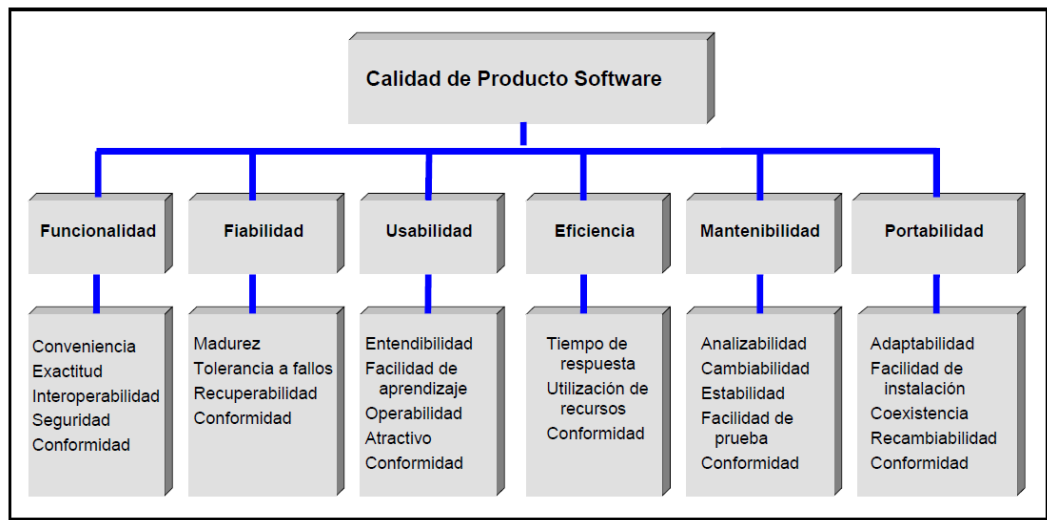 Calidad de Producto Software
Funcionalidad
Fiabilidad
Usabilidad
Eficiencia
Mantenibilidad
Portabilidad
Conveniencia
Exactitud
Interoperabilidad
Seguridad
Conformidad
Madurez
Tolerancia a fallos
Recuperabilidad
Conformidad
Entendibilidad
Facilidad de
aprendizaje
Operabilidad
Atractivo
Conformidad
Tiempo de
respuesta
Utilización de
recursos
Conformidad
Analizabilidad
Cambiabilidad
Estabilidad
Facilidad de
prueba
Conformidad
Adaptabilidad
Facilidad de
instalación
Coexistencia
Recambiabilidad
Conformidad